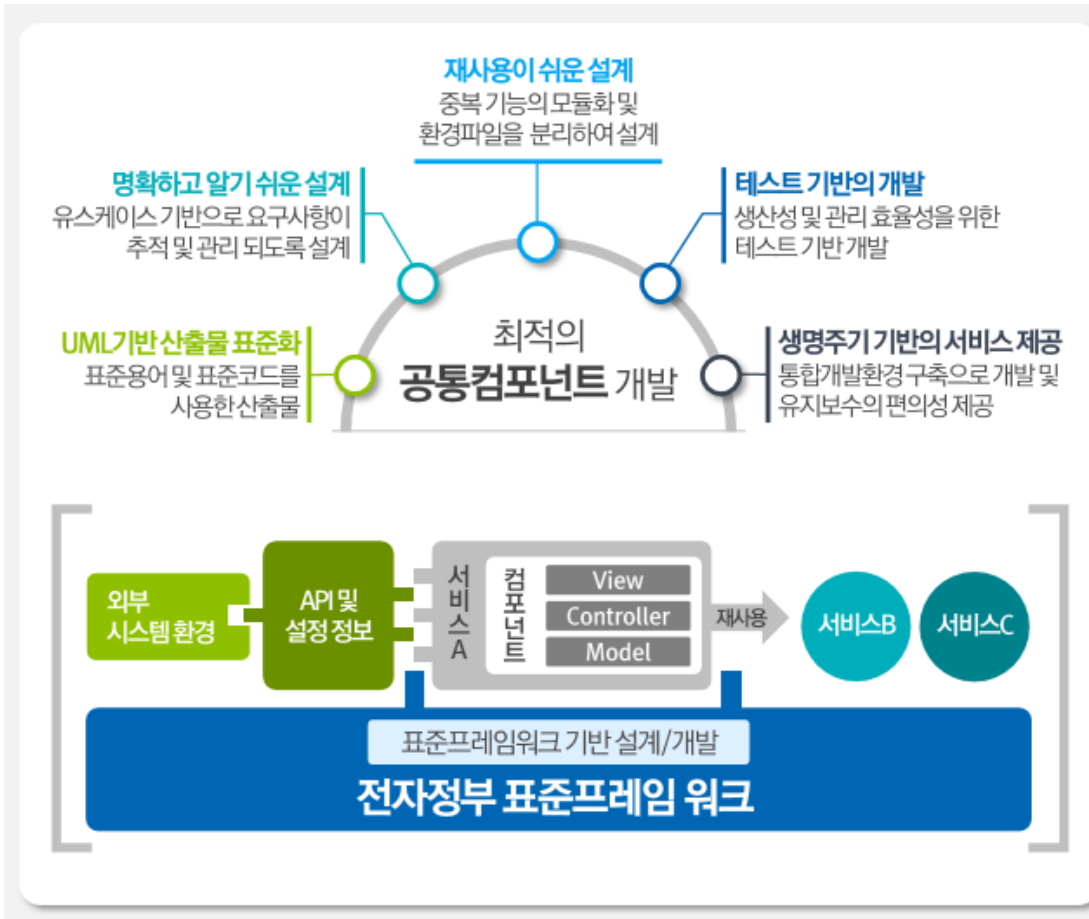 재사용이 쉬운 설계
중복 기능의 모듈화 및
환경파일을 분리하여 설계
명확하고 알기 쉬운 설계
유스케이스 기반으로 요구사항이
추적 및 관리 되도록 설계
테스트 기반의 개발
생산성 및 관리 효율성을 위한
테스트 기반 개발
UML기반 산출물 표준화
표준용어 및 표준코드를
사용한 산출물
최적의
공통컴포넌트 개발
생명주기 기반의 서비스 제공
통합개발환경 구축으로 개발 및
유지보수의 편의성 제공
외부
시스템 환경
API 및
설정 정보
서비스A
컴포넌트
View
Controller
Model
재사용
서비스B
서비스C
표준프레임워크 기반 설계/개발
전자정부 표준프레임 워크